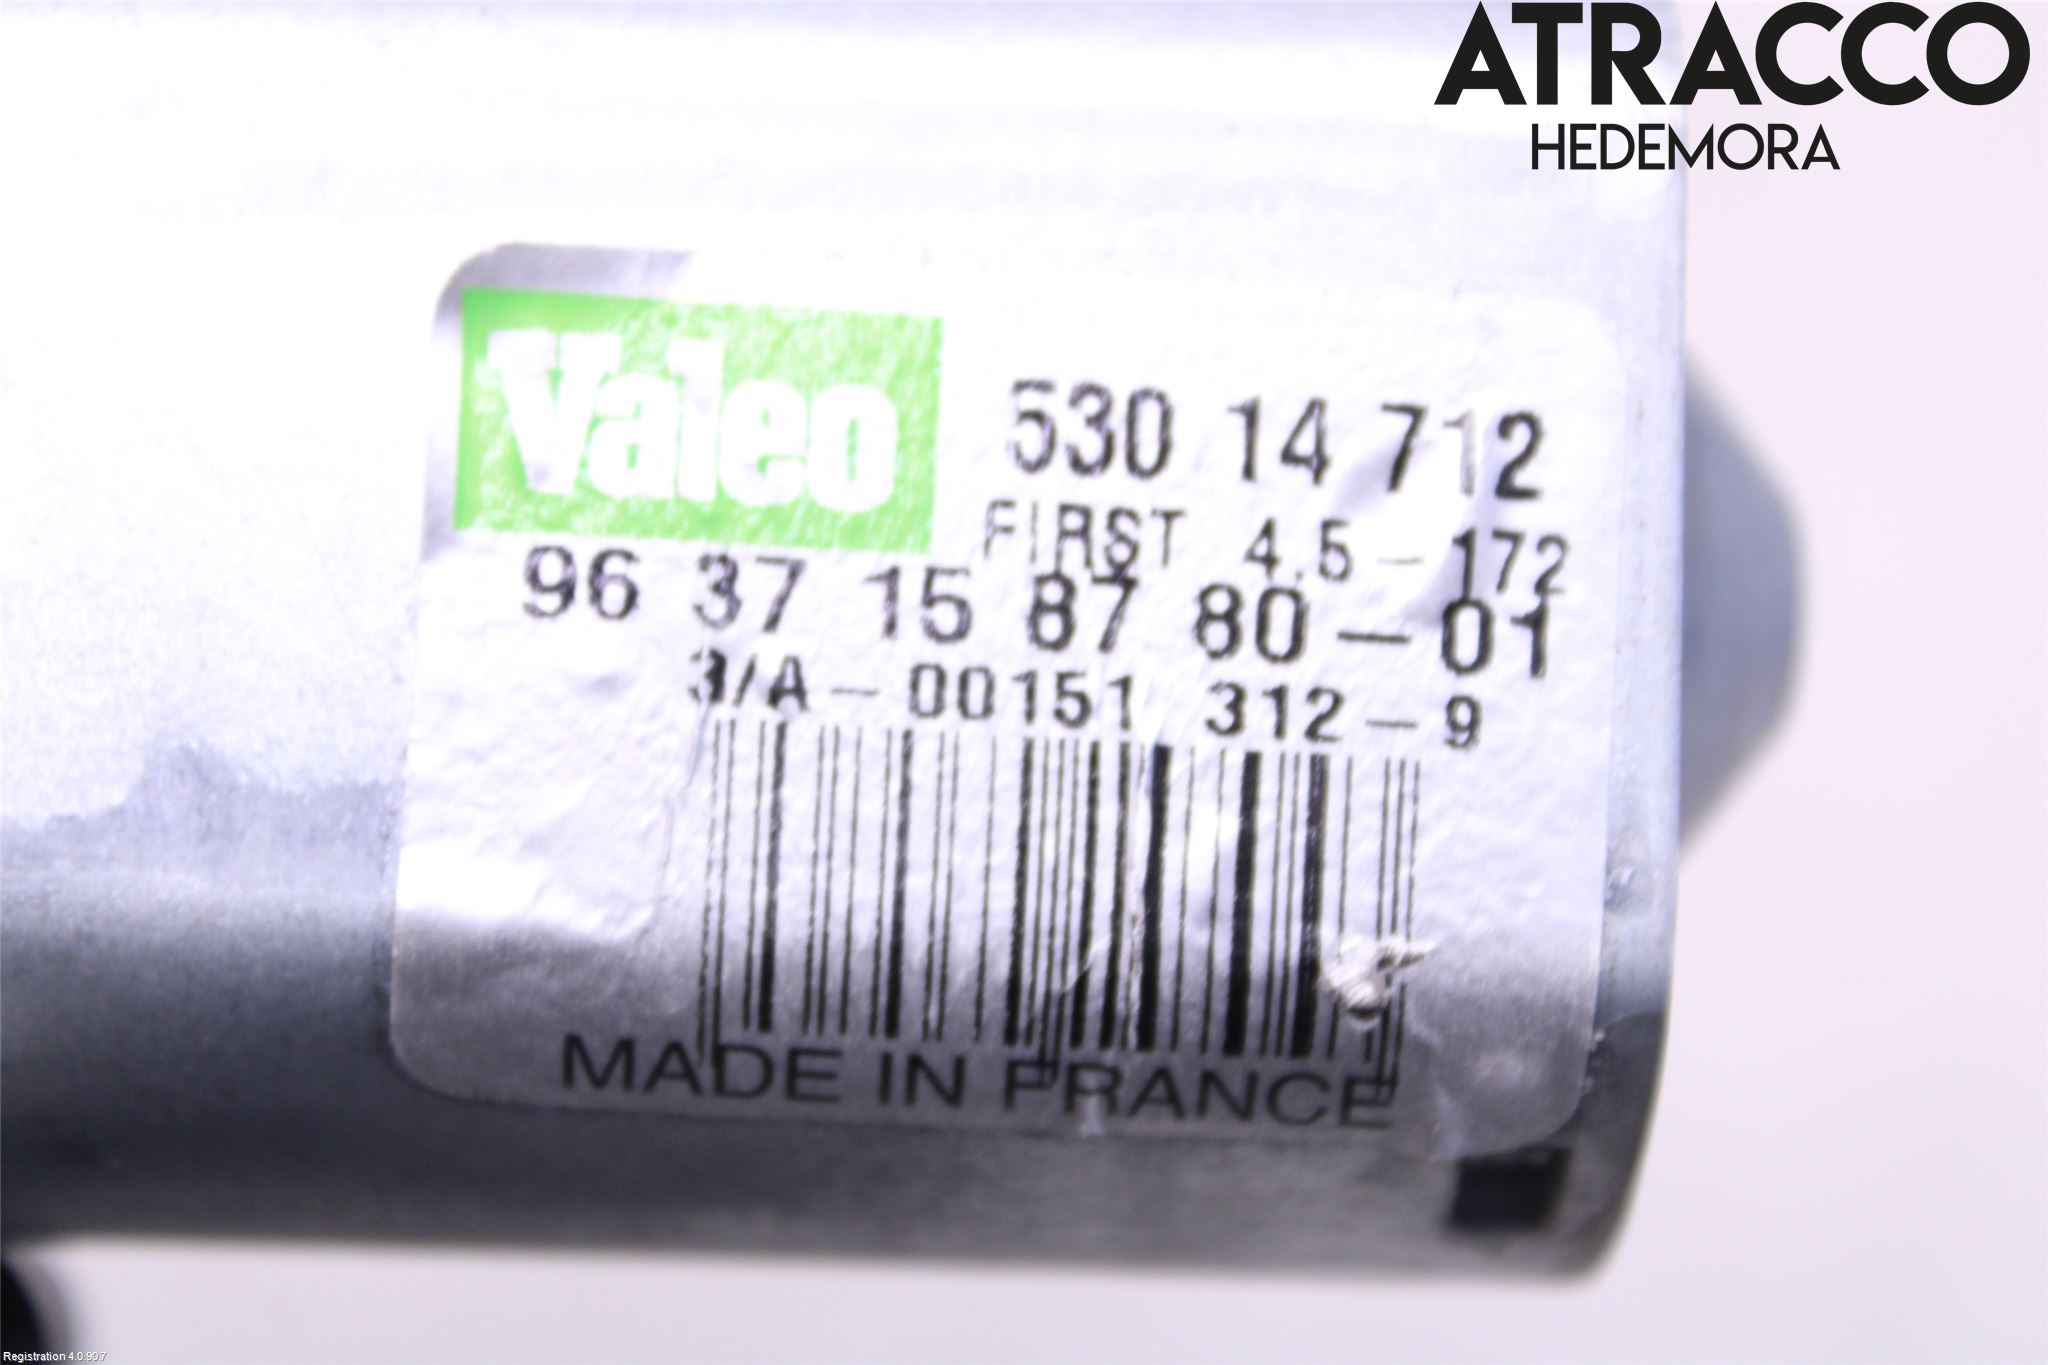 ATRACCO
HEDEMORA
Valeo
530 14 712
FIRST 4.5-172
96 37 15 87 80-01
3/A-00151 312-9
MADE IN FRANCE
Registration 4.0.90.7